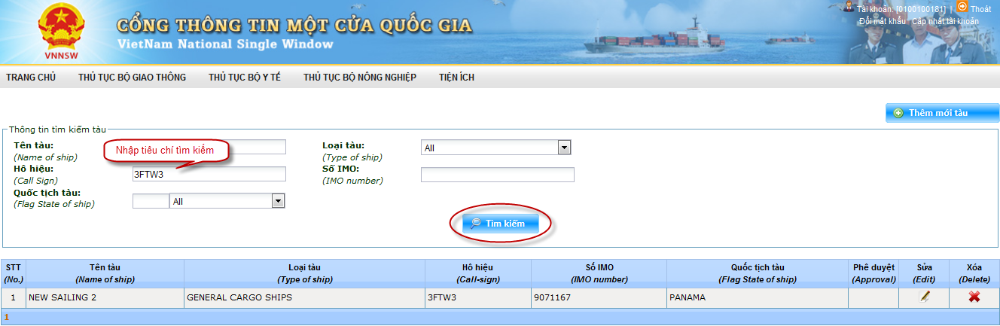 Tài khoản: [0100100181] | Thoát
Đổi mật khẩu Cập nhật tài khoản
CỔNG THÔNG TIN MỘT CỬA QUỐC GIA
VietNam National Single Window
VNNSW
TRANG CHỦ THỦ TỤC BỘ GIAO THÔNG THỦ TỤC BỘ Y TẾ THỦ TỤC BỘ NÔNG NGHIỆP TIỆN ÍCH
Thêm mới tàu
Thông tin tìm kiếm tàu
Tên tàu: Loại tàu: All
(Name of ship) (Type of ship)
Nhập tiêu chí tìm kiếm
Hô hiệu: 3FTW3 Số IMO:
(Call Sign) (IMO number)
Quốc tịch tàu: All
(Flag State of ship)
Tìm kiếm
STT Tên tàu Loại tàu Hô hiệu Số IMO Quốc tịch tàu Phê duyệt Sửa Xóa
(No.) (Name of ship) (Type of ship) (Call-sign) (IMO number) (Flag State of ship) (Approval) (Edit) (Delete)
1 NEW SAILING 2 GENERAL CARGO SHIPS 3FTW3 9071167 PANAMA
1